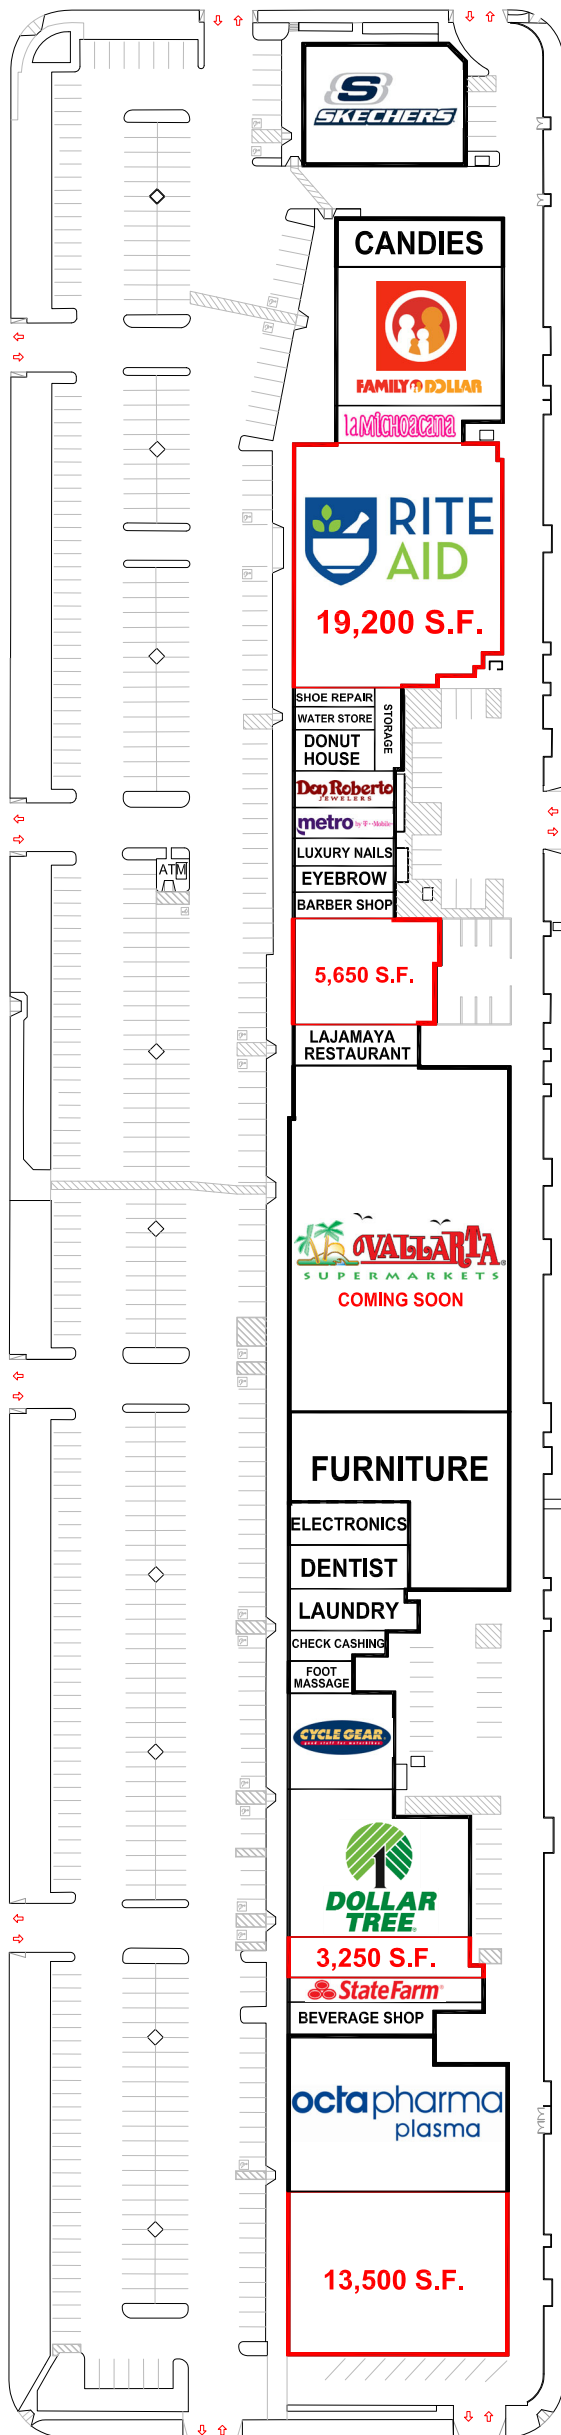 S
SKECHERS
CANDIES
FAMILY DOLLAR
la MiCHOaCaNa
RITE
AID
19,200 S.F.
SHOE REPAIR
WATER STORE
DONUT
HOUSE
STORAGE
Don Roberto
JEWELERS
metro by T-Mobile
LUXURY NAILS
EYEBROW
BARBER SHOP
ATM
5,650 S.F.
LAJAMAYA
RESTAURANT
VALLARTA
SUPERMARKETS
COMING SOON
FURNITURE
ELECTRONICS
DENTIST
LAUNDRY
CHECK CASHING
FOOT
MASSAGE
CYCLE GEAR
DOLLAR
TREE
3,250 S.F.
State Farm
BEVERAGE SHOP
octapharma
plasma
13,500 S.F.